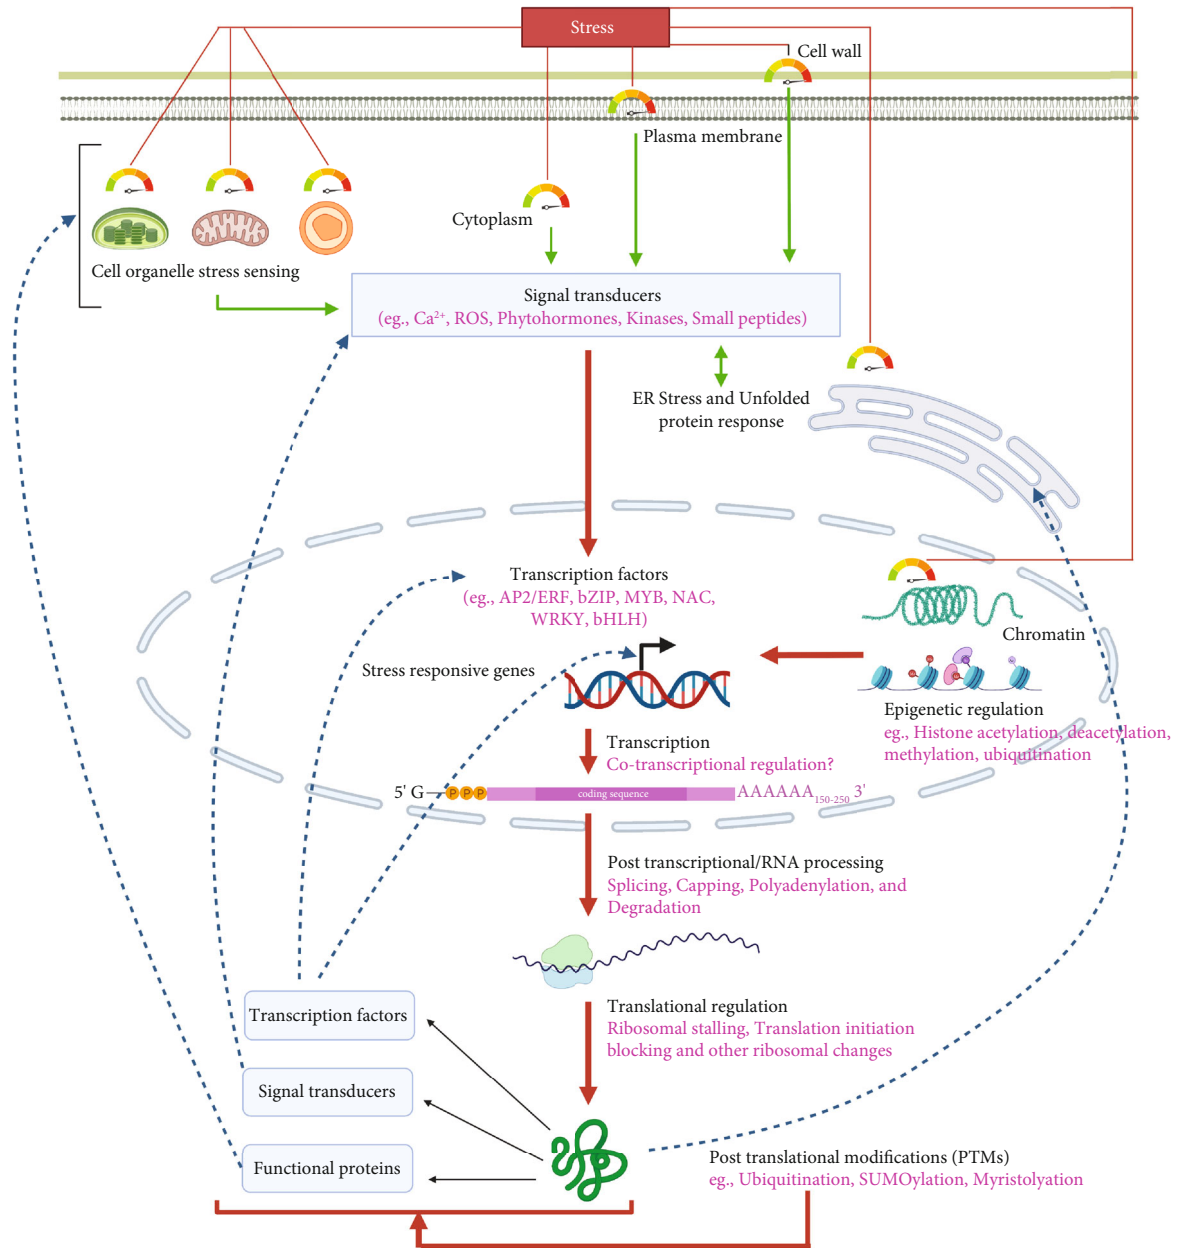 Stress
Cell wall
Plasma membrane
Cytoplasm
Cell organelle stress sensing
Signal transducers
(eg., Ca²⁺, ROS, Phytohormones, Kinases, Small peptides)
ER Stress and Unfolded
protein response
Transcription factors
(eg., AP2/ERF, bZIP, MYB, NAC,
WRKY, bHLH)
Chromatin
Stress responsive genes
Epigenetic regulation
eg., Histone acetylation, deacetylation,
methylation, ubiquitination
Transcription
Co-transcriptional regulation?
5' G P P P coding sequence AAAAAA150-250 3'
Post transcriptional/RNA processing
Splicing, Capping, Polyadenylation, and
Degradation
Translational regulation
Ribosomal stalling, Translation initiation
blocking and other ribosomal changes
Transcription factors
Signal transducers
Functional proteins
Post translational modifications (PTMs)
eg., Ubiquitination, SUMOylation, Myristolyation